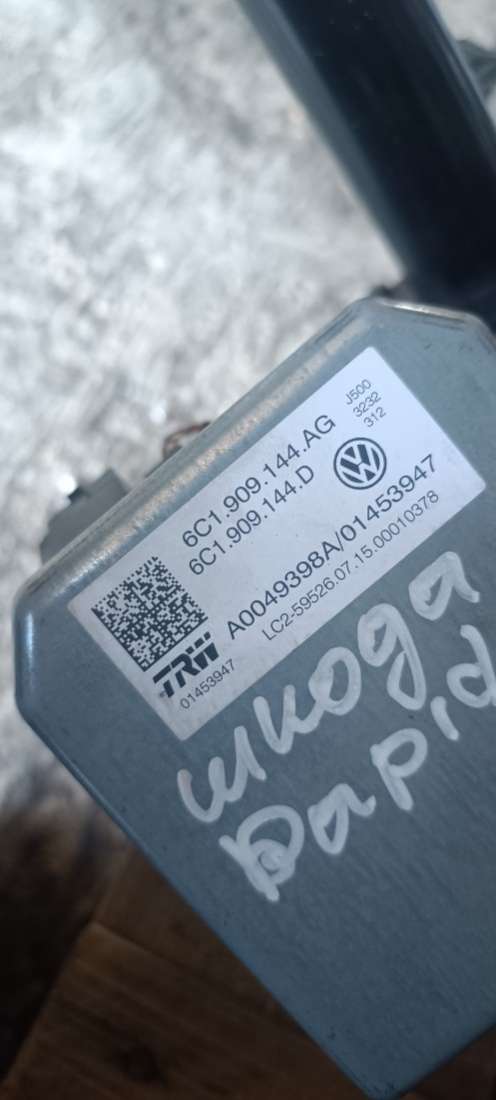 6C1.909.144.AG
6C1.909.144.D
J500
3232
312
A0049398A/01453947
LC2-59526.07.15.00010378
TRW
01453947
шкода
Rapid